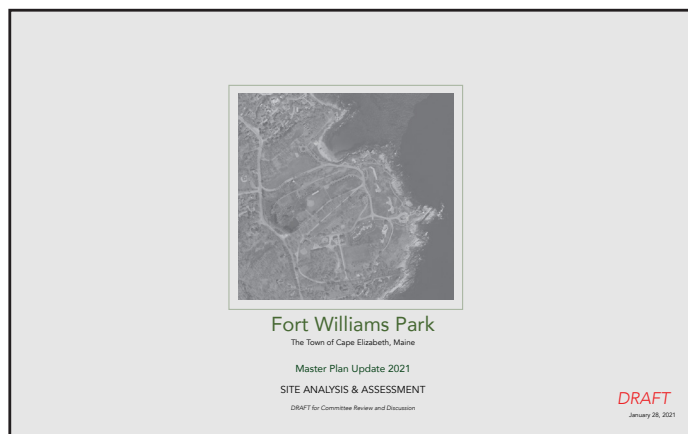 Fort Williams Park
The Town of Cape Elizabeth, Maine
Master Plan Update 2021
SITE ANALYSIS & ASSESSMENT
DRAFT for Committee Review and Discussion
DRAFT
January 28, 2021